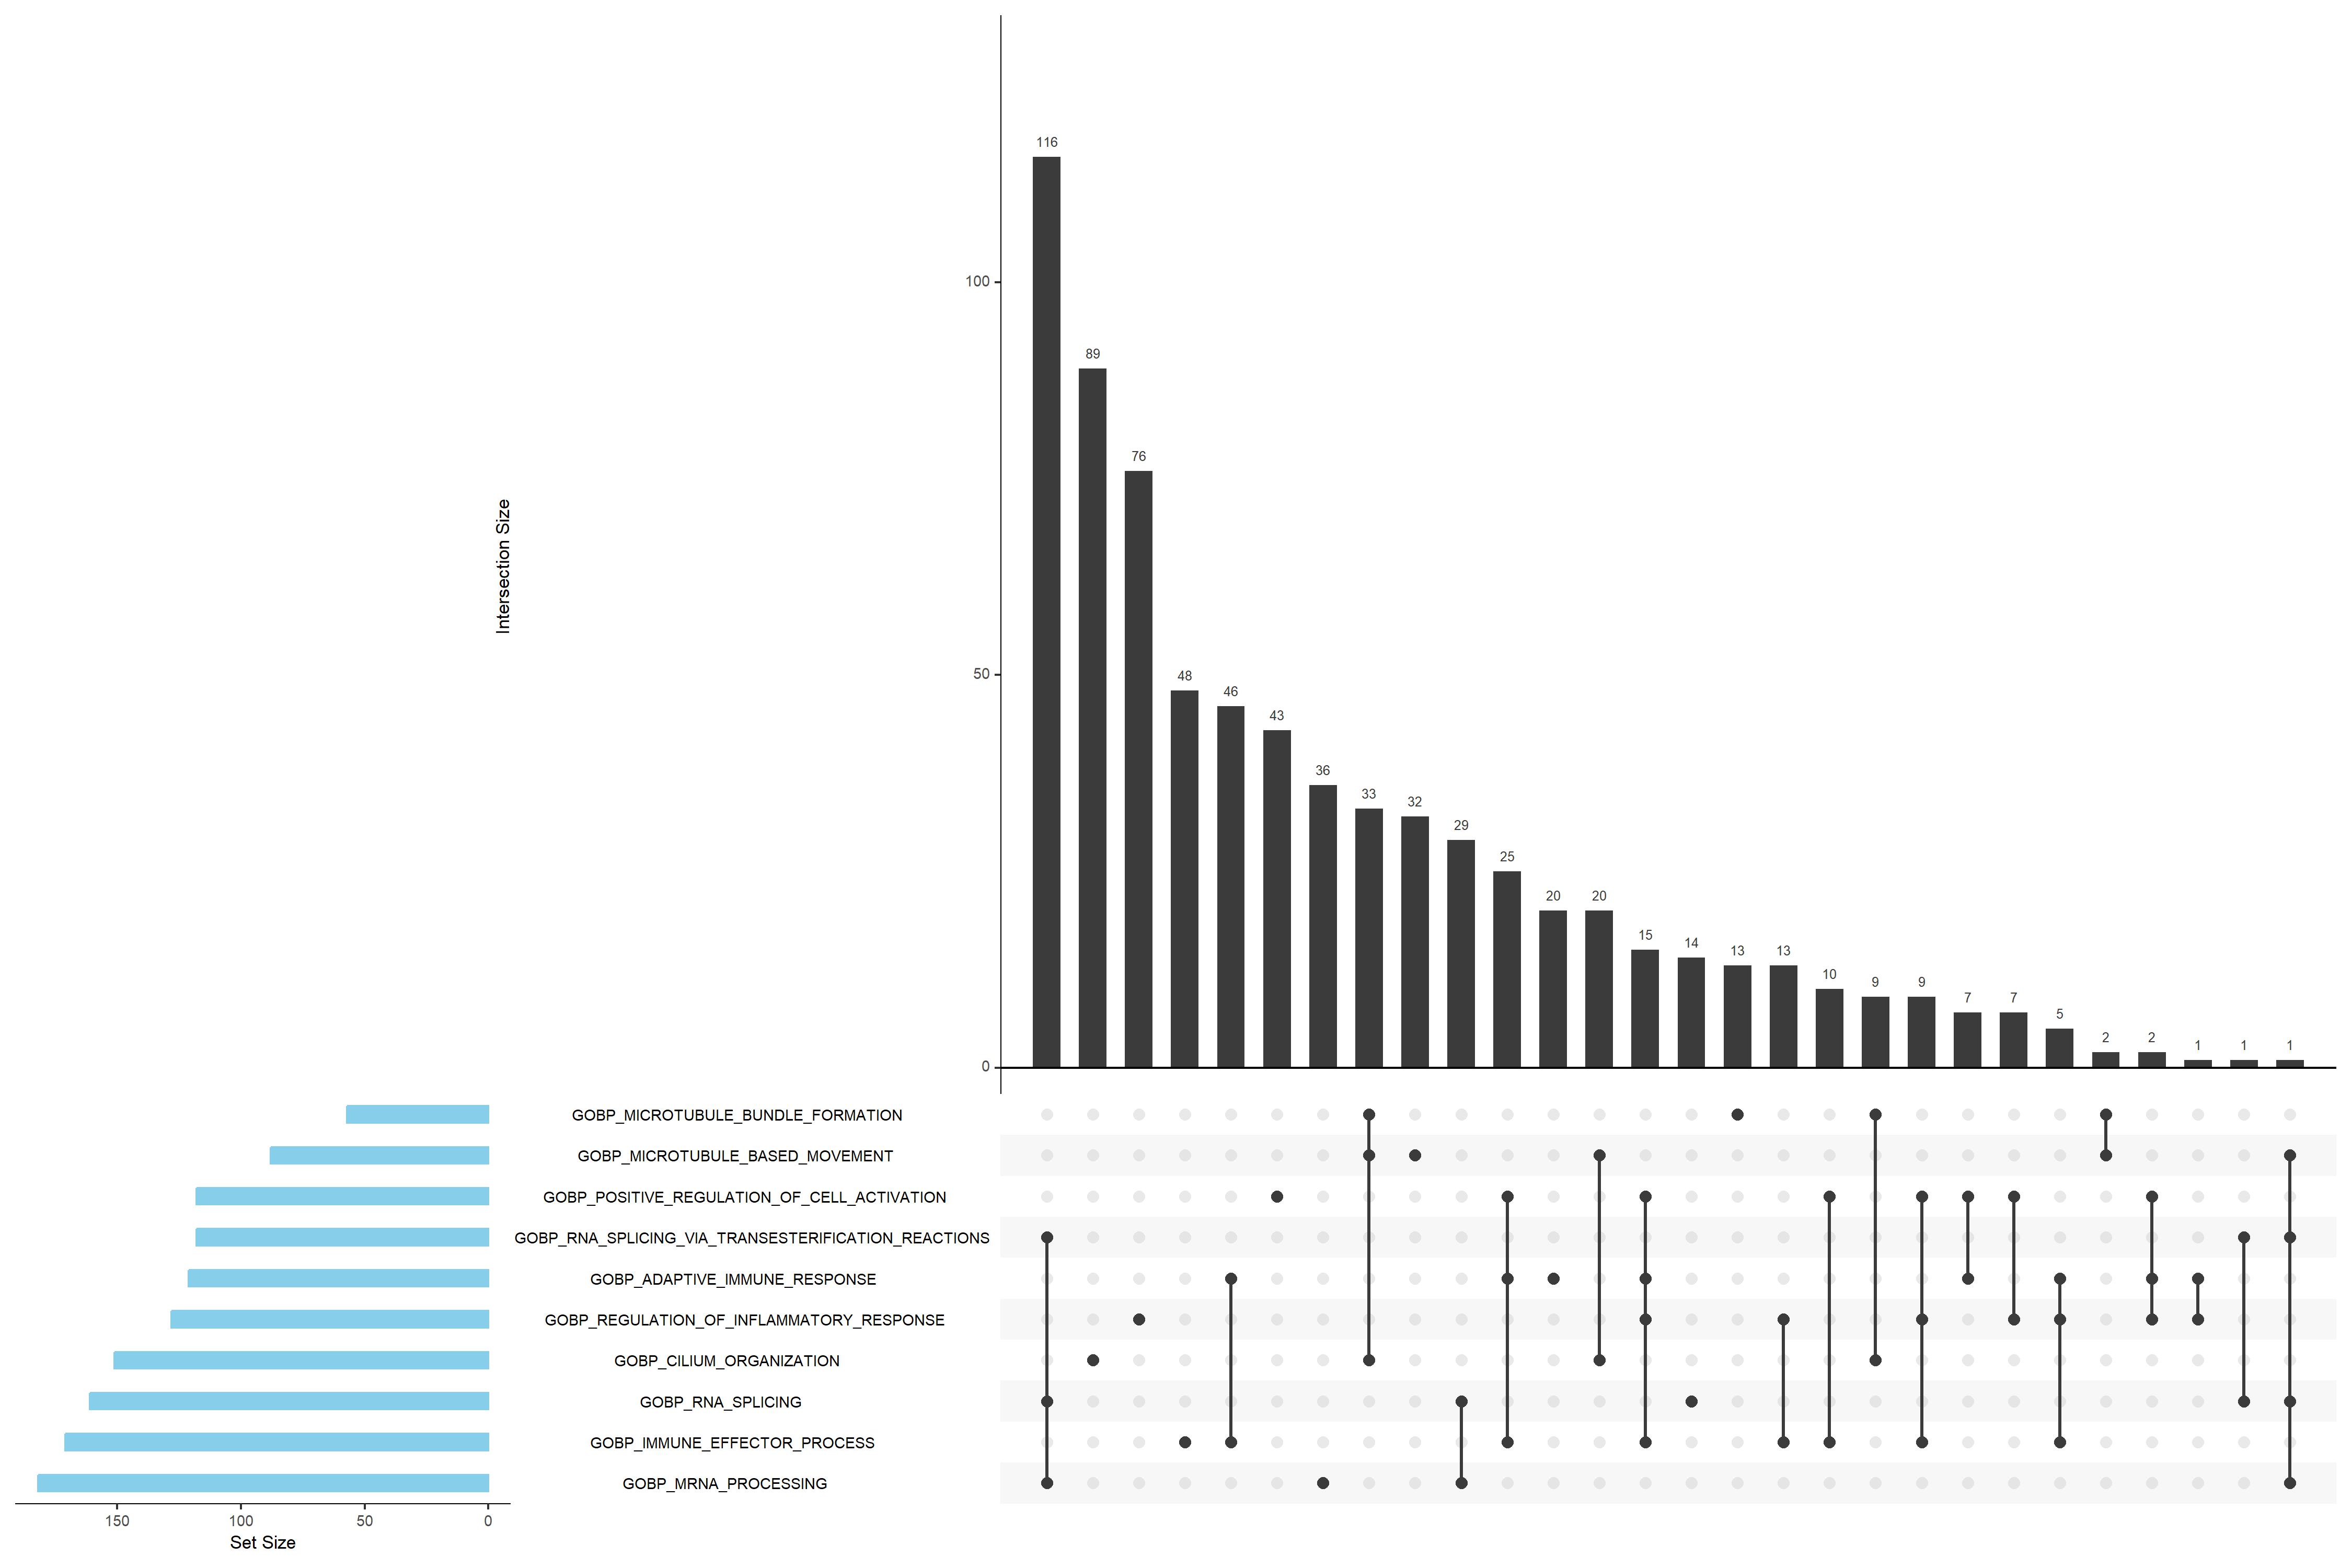 116
89
76
48
46
43
36
33
32
29
25
20
20
15
14
13
13
10
9
9
7
7
5
2
2
1
1
1
100
50
0
Intersection Size
GOBP_MICROTUBULE_BUNDLE_FORMATION
GOBP_MICROTUBULE_BASED_MOVEMENT
GOBP_POSITIVE_REGULATION_OF_CELL_ACTIVATION
GOBP_RNA_SPLICING_VIA_TRANSESTERIFICATION_REACTIONS
GOBP_ADAPTIVE_IMMUNE_RESPONSE
GOBP_REGULATION_OF_INFLAMMATORY_RESPONSE
GOBP_CILIUM_ORGANIZATION
GOBP_RNA_SPLICING
GOBP_IMMUNE_EFFECTOR_PROCESS
GOBP_MRNA_PROCESSING
150 100 50 0
Set Size